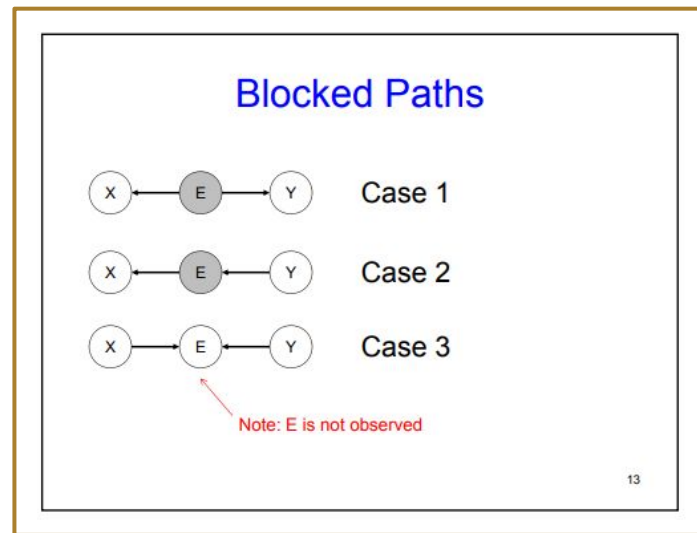 Blocked Paths
X E Y Case 1
X E Y Case 2
X E Y Case 3
Note: E is not observed
13